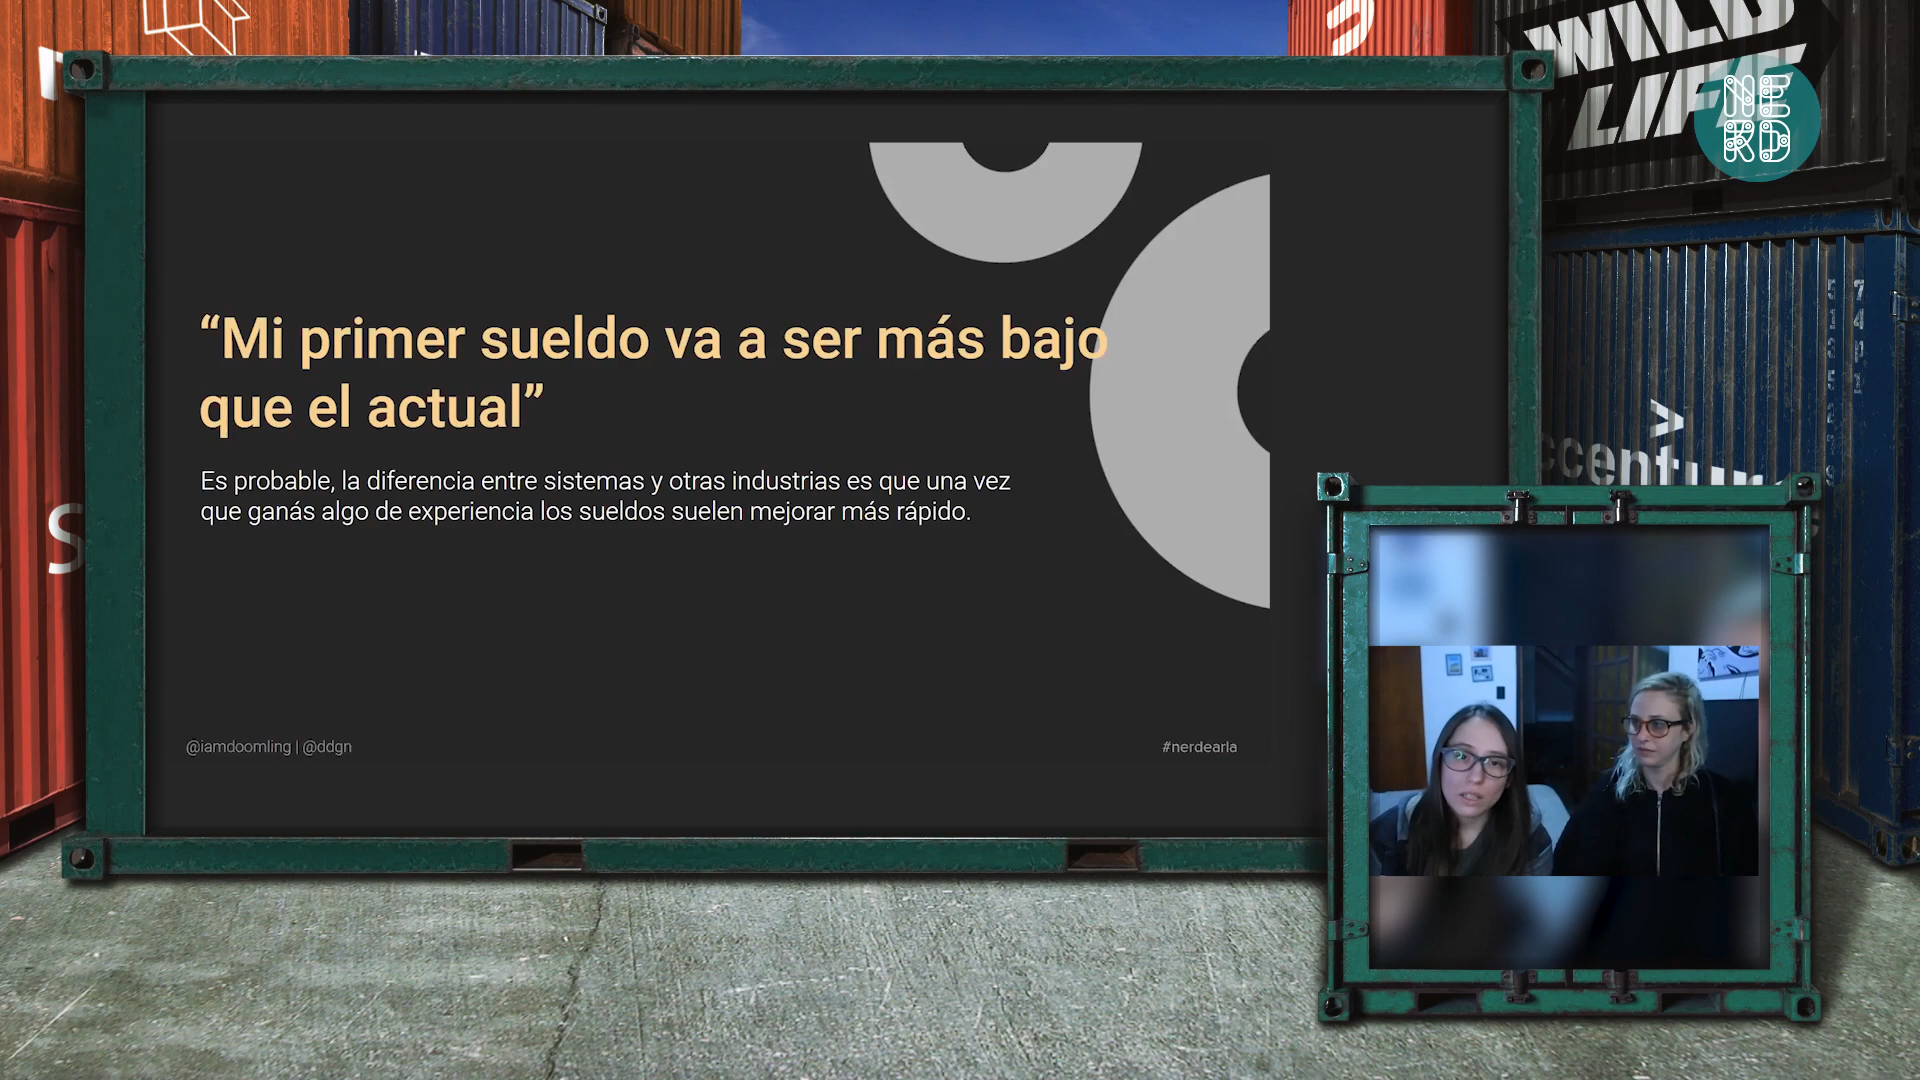 WILD
LIFE
NE
RD
“Mi primer sueldo va a ser más bajo
que el actual”
Es probable, la diferencia entre sistemas y otras industrias es que una vez
que ganás algo de experiencia los sueldos suelen mejorar más rápido.
@iamdoomling | @ddgn
#nerdearla